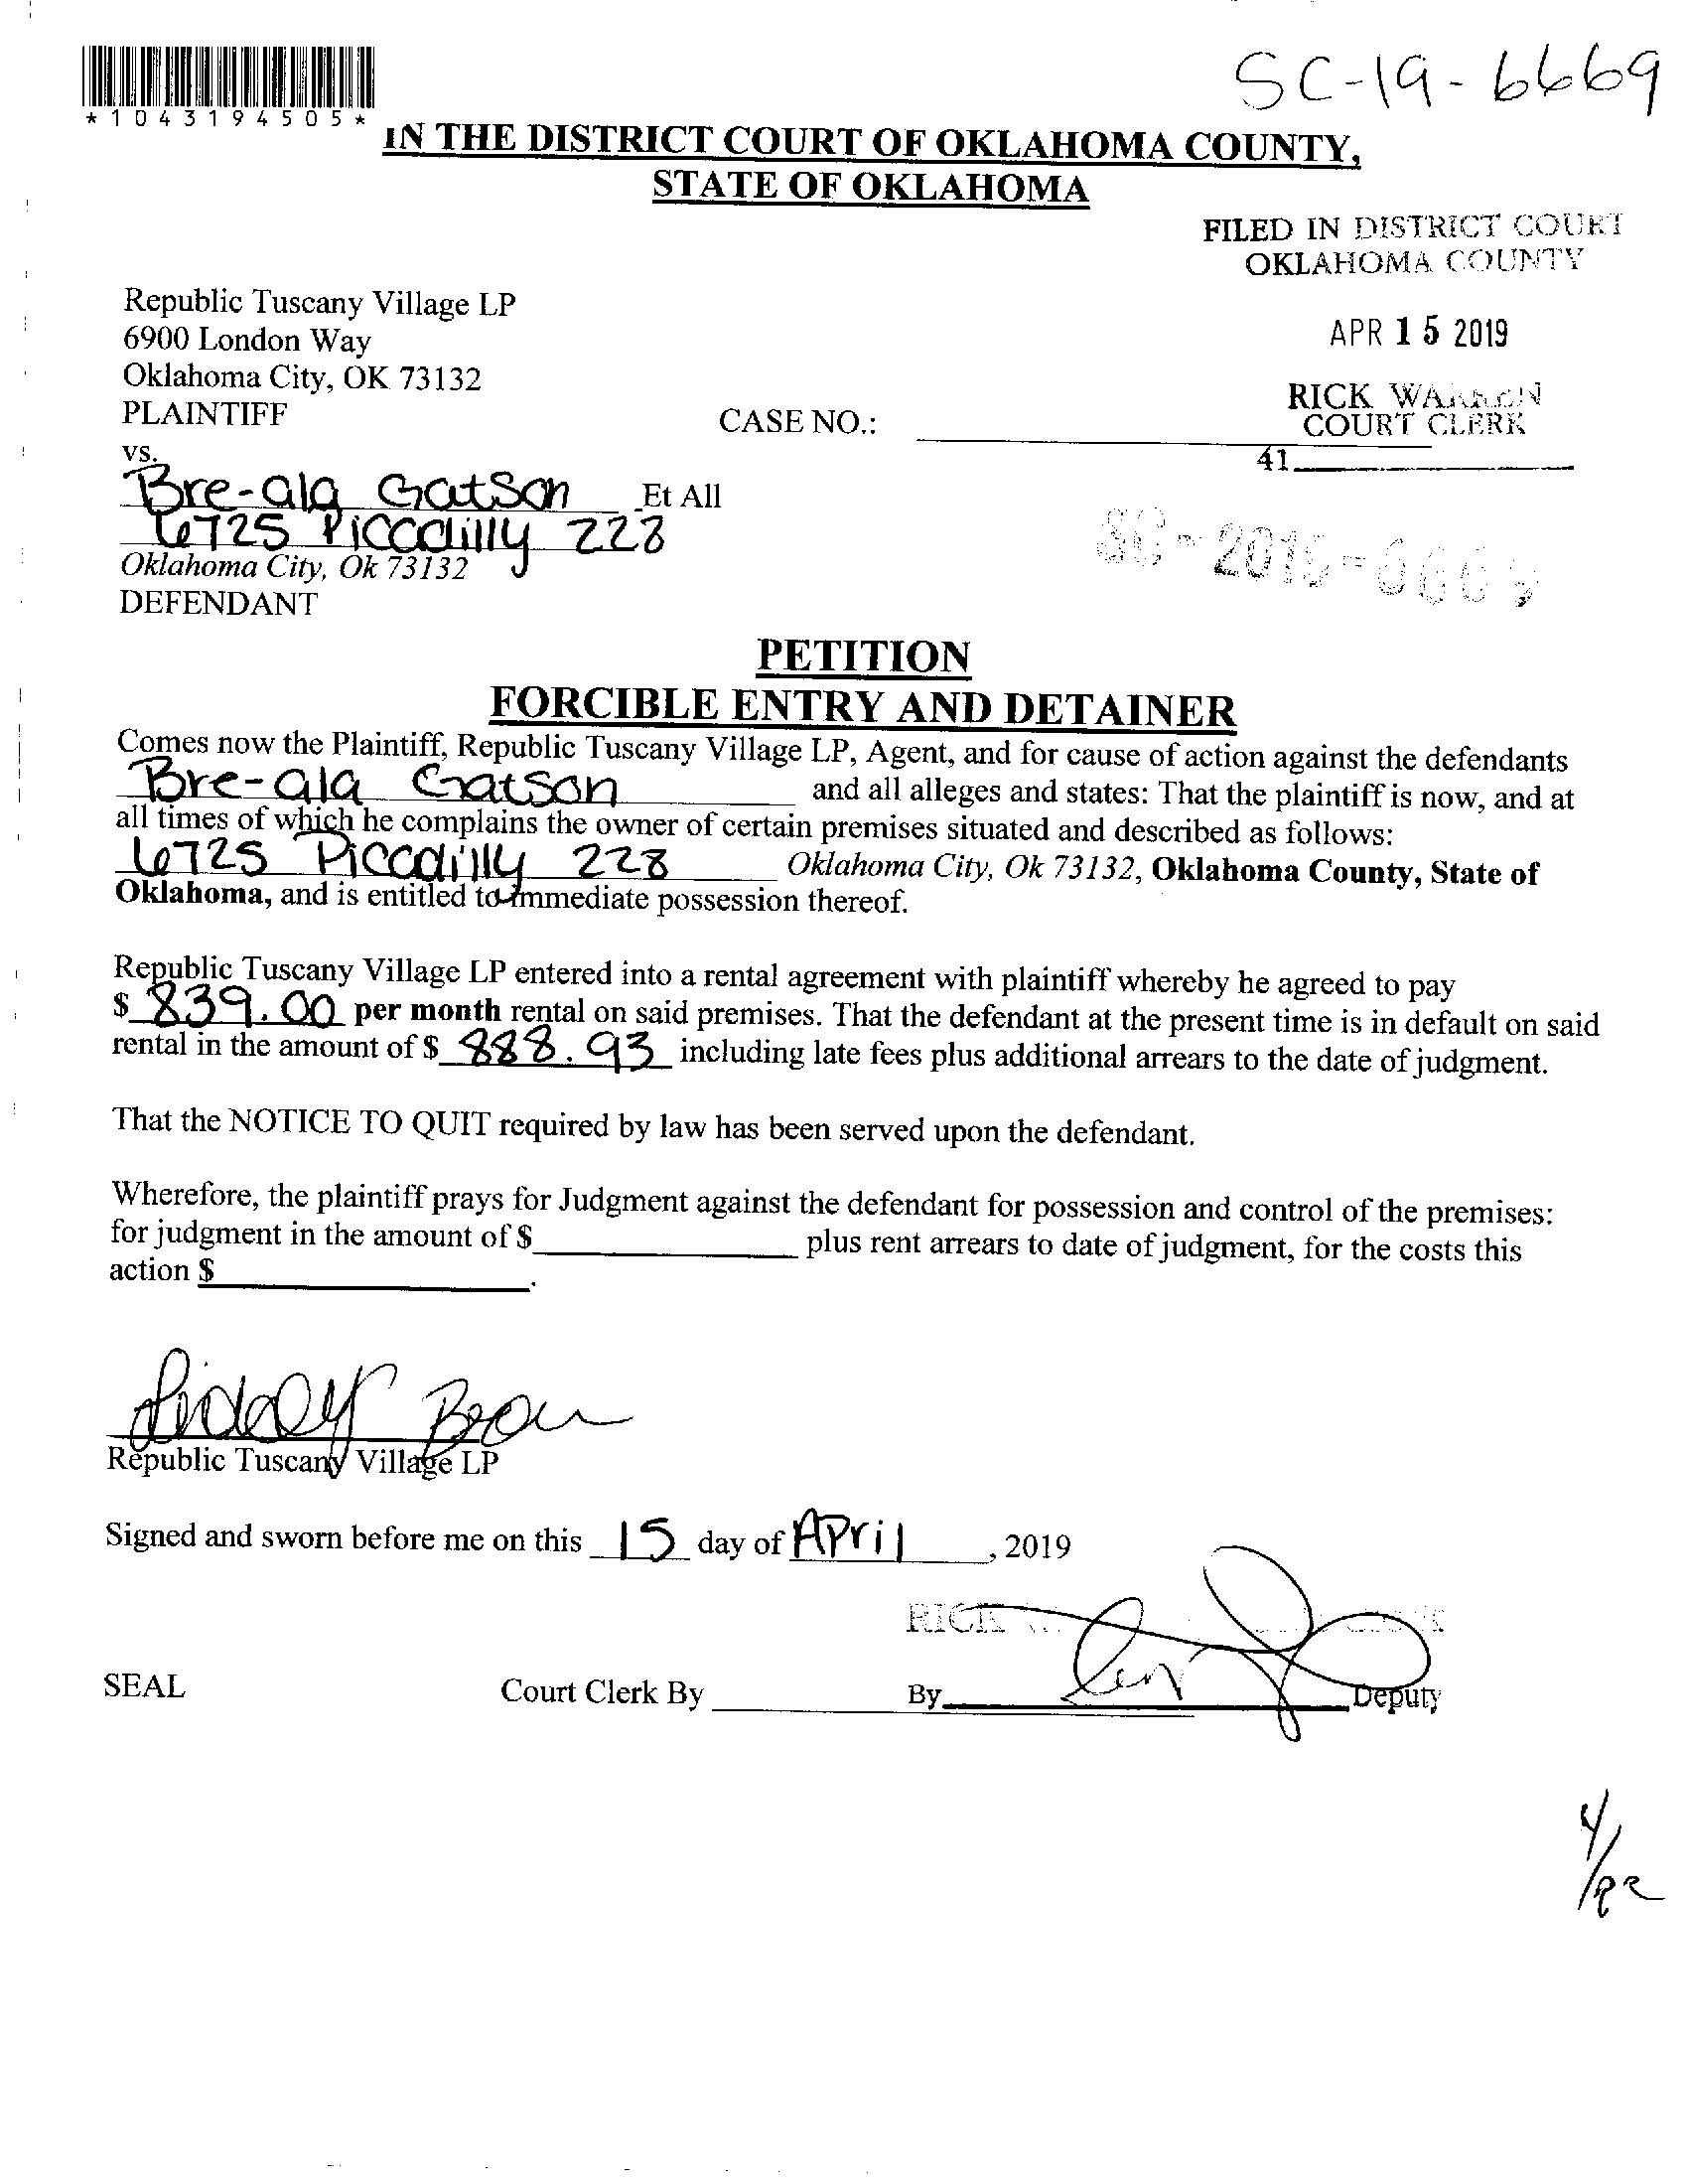 *1043194505*
SC-19-6669
IN THE DISTRICT COURT OF OKLAHOMA COUNTY,
STATE OF OKLAHOMA
FILED IN DISTRICT COURT
OKLAHOMA COUNTY
Republic Tuscany Village LP
6900 London Way
Oklahoma City, OK 73132
PLAINTIFF
APR 15 2019
RICK WARREN
COURT CLERK
CASE NO.:
41
vs.
Bre-ala Gatson Et All
6725 Piccadilly 228
Oklahoma City, Ok 73132
DEFENDANT
PETITION
FORCIBLE ENTRY AND DETAINER
Comes now the Plaintiff, Republic Tuscany Village LP, Agent, and for cause of action against the defendants
Bre-ala Gatson and all alleges and states: That the plaintiff is now, and at
all times of which he complains the owner of certain premises situated and described as follows:
6725 Piccadilly 228 Oklahoma City, Ok 73132, Oklahoma County, State of
Oklahoma, and is entitled to immediate possession thereof.
Republic Tuscany Village LP entered into a rental agreement with plaintiff whereby he agreed to pay
$ 839.00 per month rental on said premises. That the defendant at the present time is in default on said
rental in the amount of $ 888.93 including late fees plus additional arrears to the date of judgment.
That the NOTICE TO QUIT required by law has been served upon the defendant.
Wherefore, the plaintiff prays for Judgment against the defendant for possession and control of the premises:
for judgment in the amount of $ plus rent arrears to date of judgment, for the costs this
action $ .
Republic Tuscany Village LP
Signed and sworn before me on this 15 day of April , 2019
RICK
SEAL Court Clerk By By Deputy